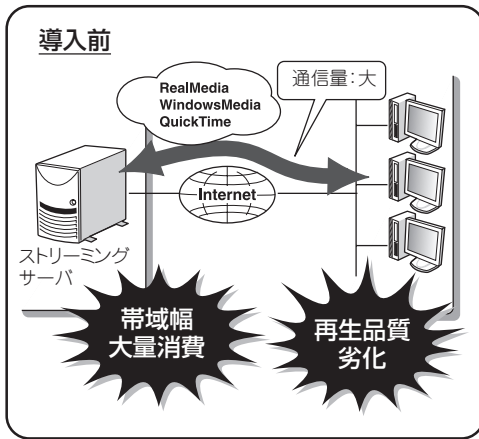 導入前
RealMedia
WindowsMedia
QuickTime
通信量：大
Internet
ストリーミング
サーバ
帯域幅
大量消費
再生品質
劣化